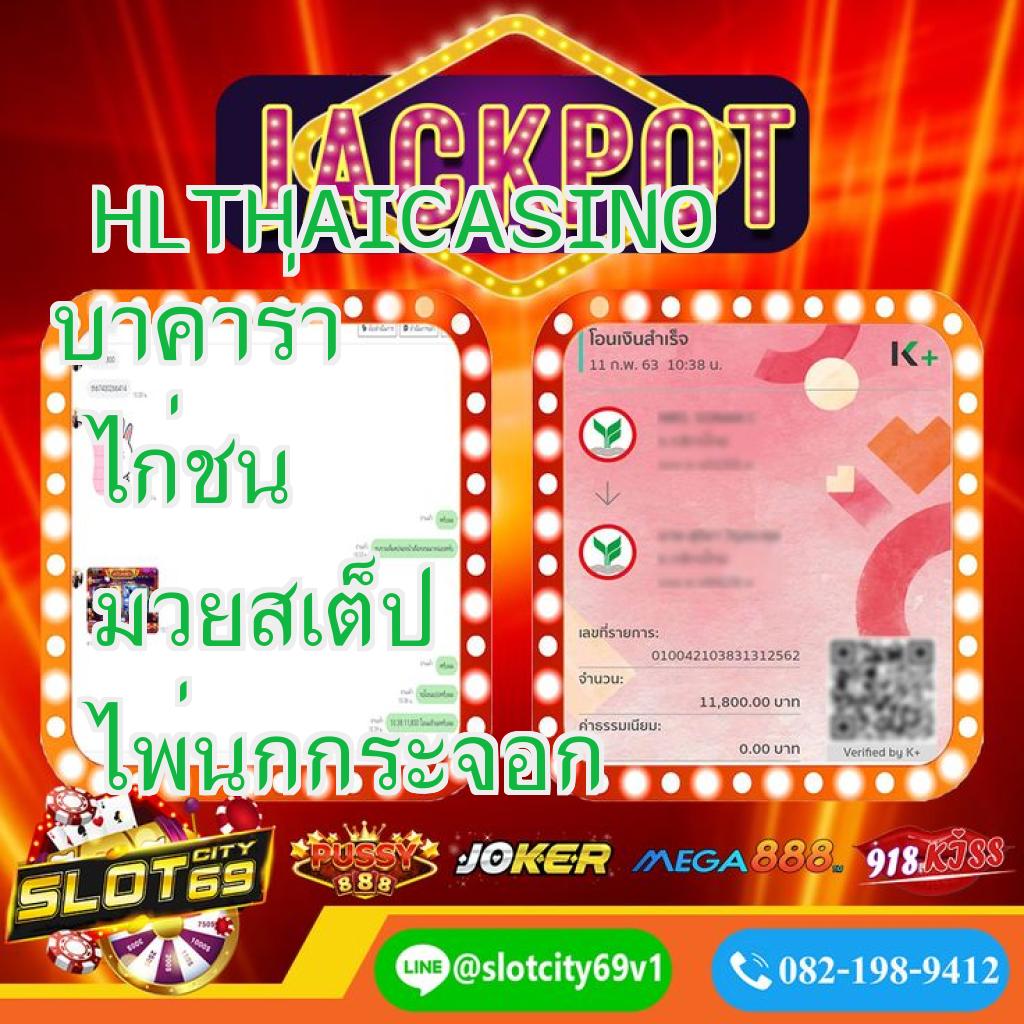 JACKPOT
HLTHAICASINO
บาคาร่า
ไก่ชน
มวยสเต็ป
ไพ่นกกระจอก
โอนเงินสำเร็จ
11 ก.พ. 63 10:38 น.
K+
เลขที่รายการ:
010042103831312562
จำนวน:
11,800.00 บาท
ค่าธรรมเนียม:
0.00 บาท
Verified by K+
SLOT CITY 69
PUSSY 888
JOKER
MEGA888
918KISS
LINE @slotcity69v1
082-198-9412